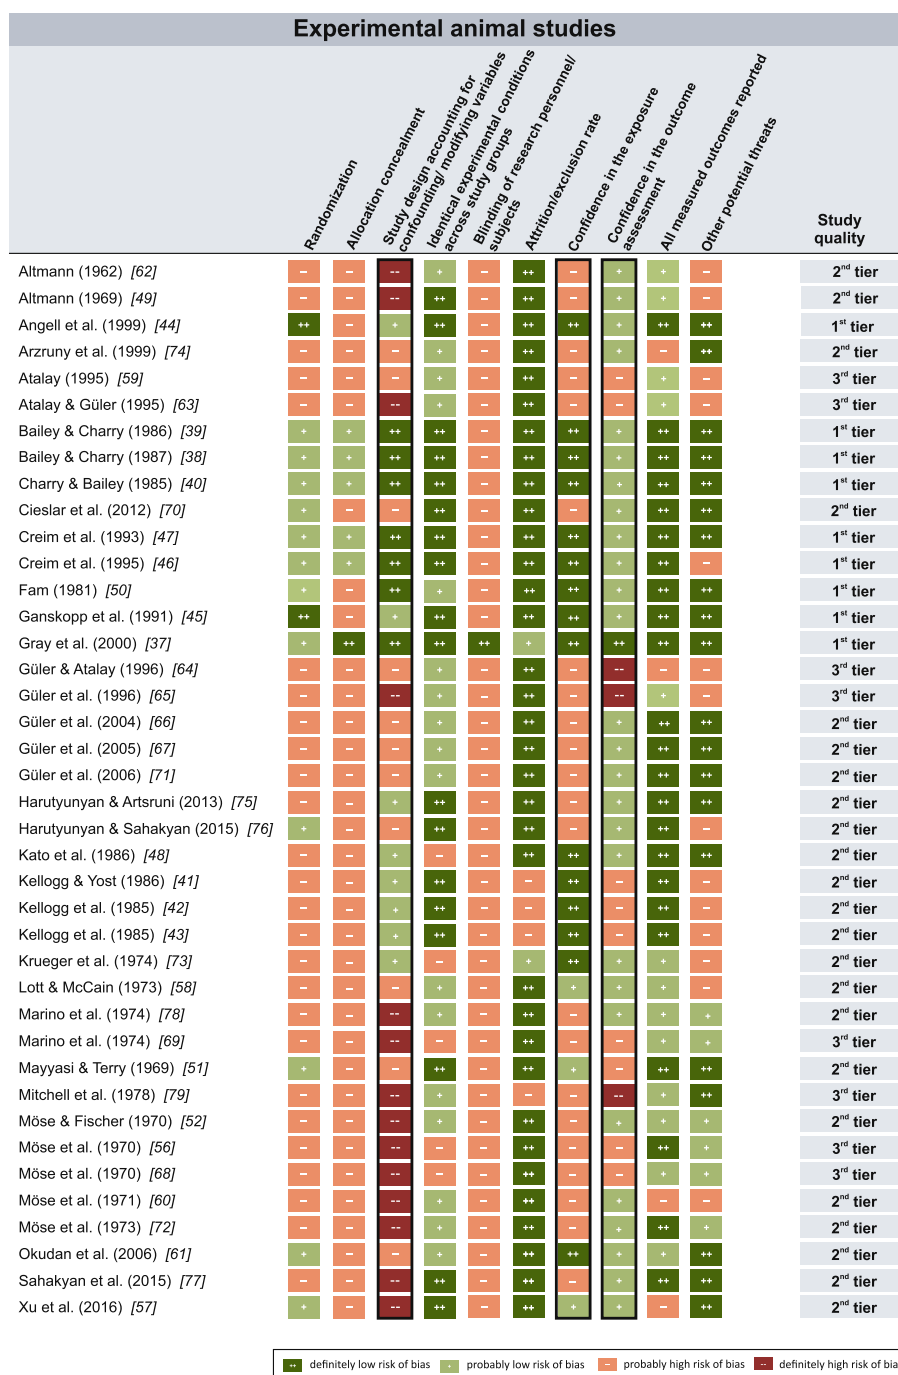 Experimental animal studies
Randomization
Allocation concealment
Study design accounting for
confounding/ modifying variables
Identical experimental conditions
across study groups
Blinding of research personnel/
subjects
Attrition/exclusion rate
Confidence in the exposure
Confidence in the outcome
assessment
All measured outcomes reported
Other potential threats
Study
quality
Altmann (1962) [62] – – -- + – ++ – + + – 2nd tier
Altmann (1969) [49] – – -- ++ – ++ – + + – 2nd tier
Angell et al. (1999) [44] ++ – + ++ – ++ ++ + ++ ++ 1st tier
Arzruny et al. (1999) [74] – – – + – ++ – + – ++ 2nd tier
Atalay (1995) [59] – – – + – ++ – – + – 3rd tier
Atalay & Güler (1995) [63] – – -- + – ++ – – + – 3rd tier
Bailey & Charry (1986) [39] + + ++ ++ – ++ ++ + ++ ++ 1st tier
Bailey & Charry (1987) [38] + + ++ ++ – ++ ++ + ++ ++ 1st tier
Charry & Bailey (1985) [40] + + ++ ++ – ++ ++ + ++ ++ 1st tier
Cieslar et al. (2012) [70] + – – ++ – ++ – + ++ ++ 2nd tier
Creim et al. (1993) [47] + + ++ ++ – ++ ++ + ++ ++ 1st tier
Creim et al. (1995) [46] + + ++ ++ – ++ ++ + ++ – 1st tier
Fam (1981) [50] + – ++ + – ++ ++ + ++ ++ 1st tier
Ganskopp et al. (1991) [45] ++ – + ++ – ++ ++ + ++ ++ 1st tier
Gray et al. (2000) [37] + ++ ++ ++ ++ + ++ ++ ++ ++ 1st tier
Güler & Atalay (1996) [64] – – – + – ++ – -- – – 3rd tier
Güler et al. (1996) [65] – – -- + – ++ – -- + – 3rd tier
Güler et al. (2004) [66] – – – + – ++ – + ++ ++ 2nd tier
Güler et al. (2005) [67] – – – + – ++ – + ++ ++ 2nd tier
Güler et al. (2006) [71] – – – + – ++ – + ++ ++ 2nd tier
Harutyunyan & Artsruni (2013) [75] – – + ++ – ++ – + ++ ++ 2nd tier
Harutyunyan & Sahakyan (2015) [76] + – – ++ – ++ – + ++ – 2nd tier
Kato et al. (1986) [48] – – + – – ++ ++ + ++ ++ 2nd tier
Kellogg & Yost (1986) [41] – – + ++ – – ++ – ++ – 2nd tier
Kellogg et al. (1985) [42] – – + ++ – – ++ – ++ – 2nd tier
Kellogg et al. (1985) [43] – – + ++ – – ++ – ++ – 2nd tier
Krueger et al. (1974) [73] – – + – – + ++ + + – 2nd tier
Lott & McCain (1973) [58] – – – + – ++ + + + – 2nd tier
Marino et al. (1974) [78] – – -- + – ++ – – + + 2nd tier
Marino et al. (1974) [69] – – -- – – ++ – – + + 3rd tier
Mayyasi & Terry (1969) [51] + – – ++ – ++ + – ++ ++ 2nd tier
Mitchell et al. (1978) [79] – – -- + – – – -- + ++ 3rd tier
Möse & Fischer (1970) [52] – – -- + – ++ – + + + 2nd tier
Möse et al. (1970) [56] – – -- – – ++ – – ++ + 3rd tier
Möse et al. (1970) [68] – – -- – – ++ – – + + 3rd tier
Möse et al. (1971) [60] – – -- + – ++ – + – – 2nd tier
Möse et al. (1973) [72] – – -- + – ++ – + ++ + 2nd tier
Okudan et al. (2006) [61] + – – + – ++ ++ + + ++ 2nd tier
Sahakyan et al. (2015) [77] – – -- ++ – ++ – + ++ ++ 2nd tier
Xu et al. (2016) [57] + – -- ++ – ++ + + – ++ 2nd tier
++ definitely low risk of bias + probably low risk of bias – probably high risk of bias -- definitely high risk of bias